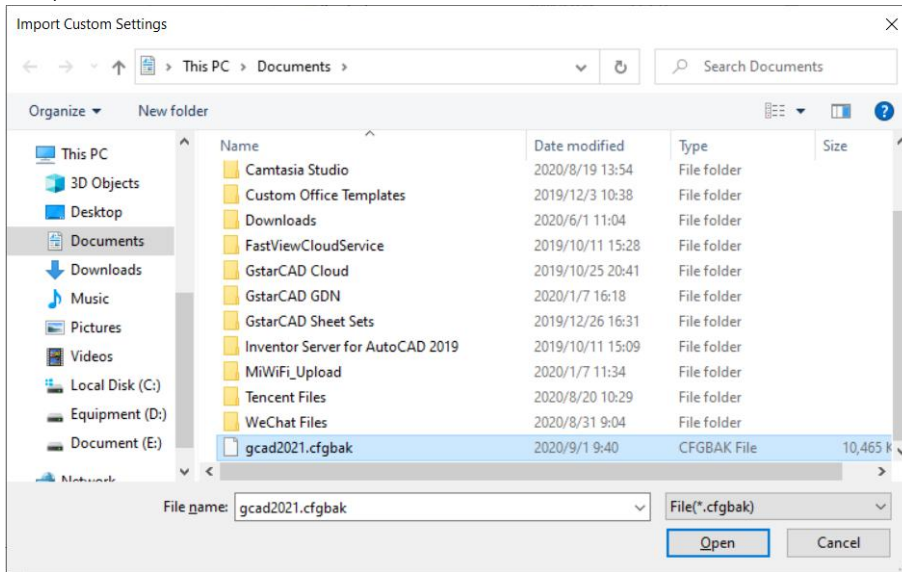 Import Custom Settings
This PC > Documents >
Search Documents
Organize
New folder
Name
Date modified
Type
Size
This PC
3D Objects
Desktop
Documents
Downloads
Music
Pictures
Videos
Local Disk (C:)
Equipment (D:)
Document (E:)
Network
Camtasia Studio 2020/8/19 13:54 File folder
Custom Office Templates 2019/12/3 10:38 File folder
Downloads 2020/6/1 11:04 File folder
FastViewCloudService 2019/10/11 15:28 File folder
GstarCAD Cloud 2019/10/25 20:41 File folder
GstarCAD GDN 2020/1/7 16:18 File folder
GstarCAD Sheet Sets 2019/12/26 16:31 File folder
Inventor Server for AutoCAD 2019 2019/10/11 15:09 File folder
MiWiFi_Upload 2020/1/7 11:34 File folder
Tencent Files 2020/8/20 10:29 File folder
WeChat Files 2020/8/31 9:04 File folder
gcad2021.cfgbak 2020/9/1 9:40 CFGBAK File 10,465 K
File name: gcad2021.cfgbak
File(*.cfgbak)
Open
Cancel